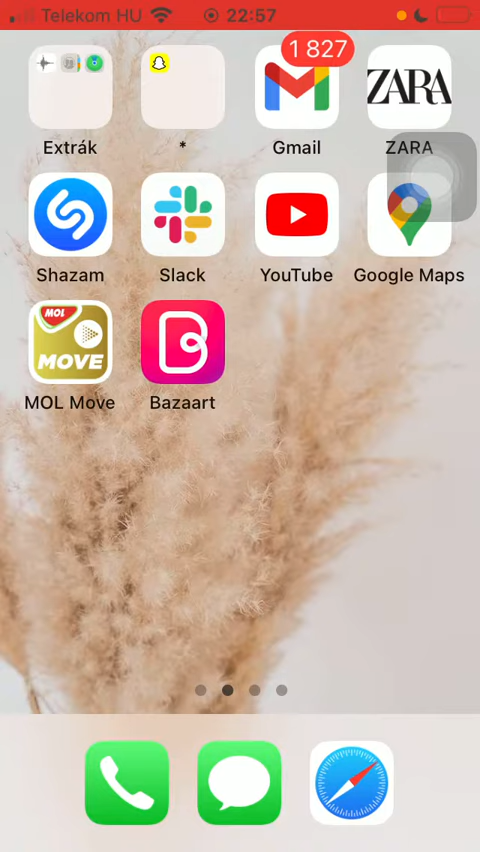 Telekom HU 22:57
1 827
ZARA
Extrák * Gmail ZARA
Shazam Slack YouTube Google Maps
MOL
MOVE
MOL Move Bazaart